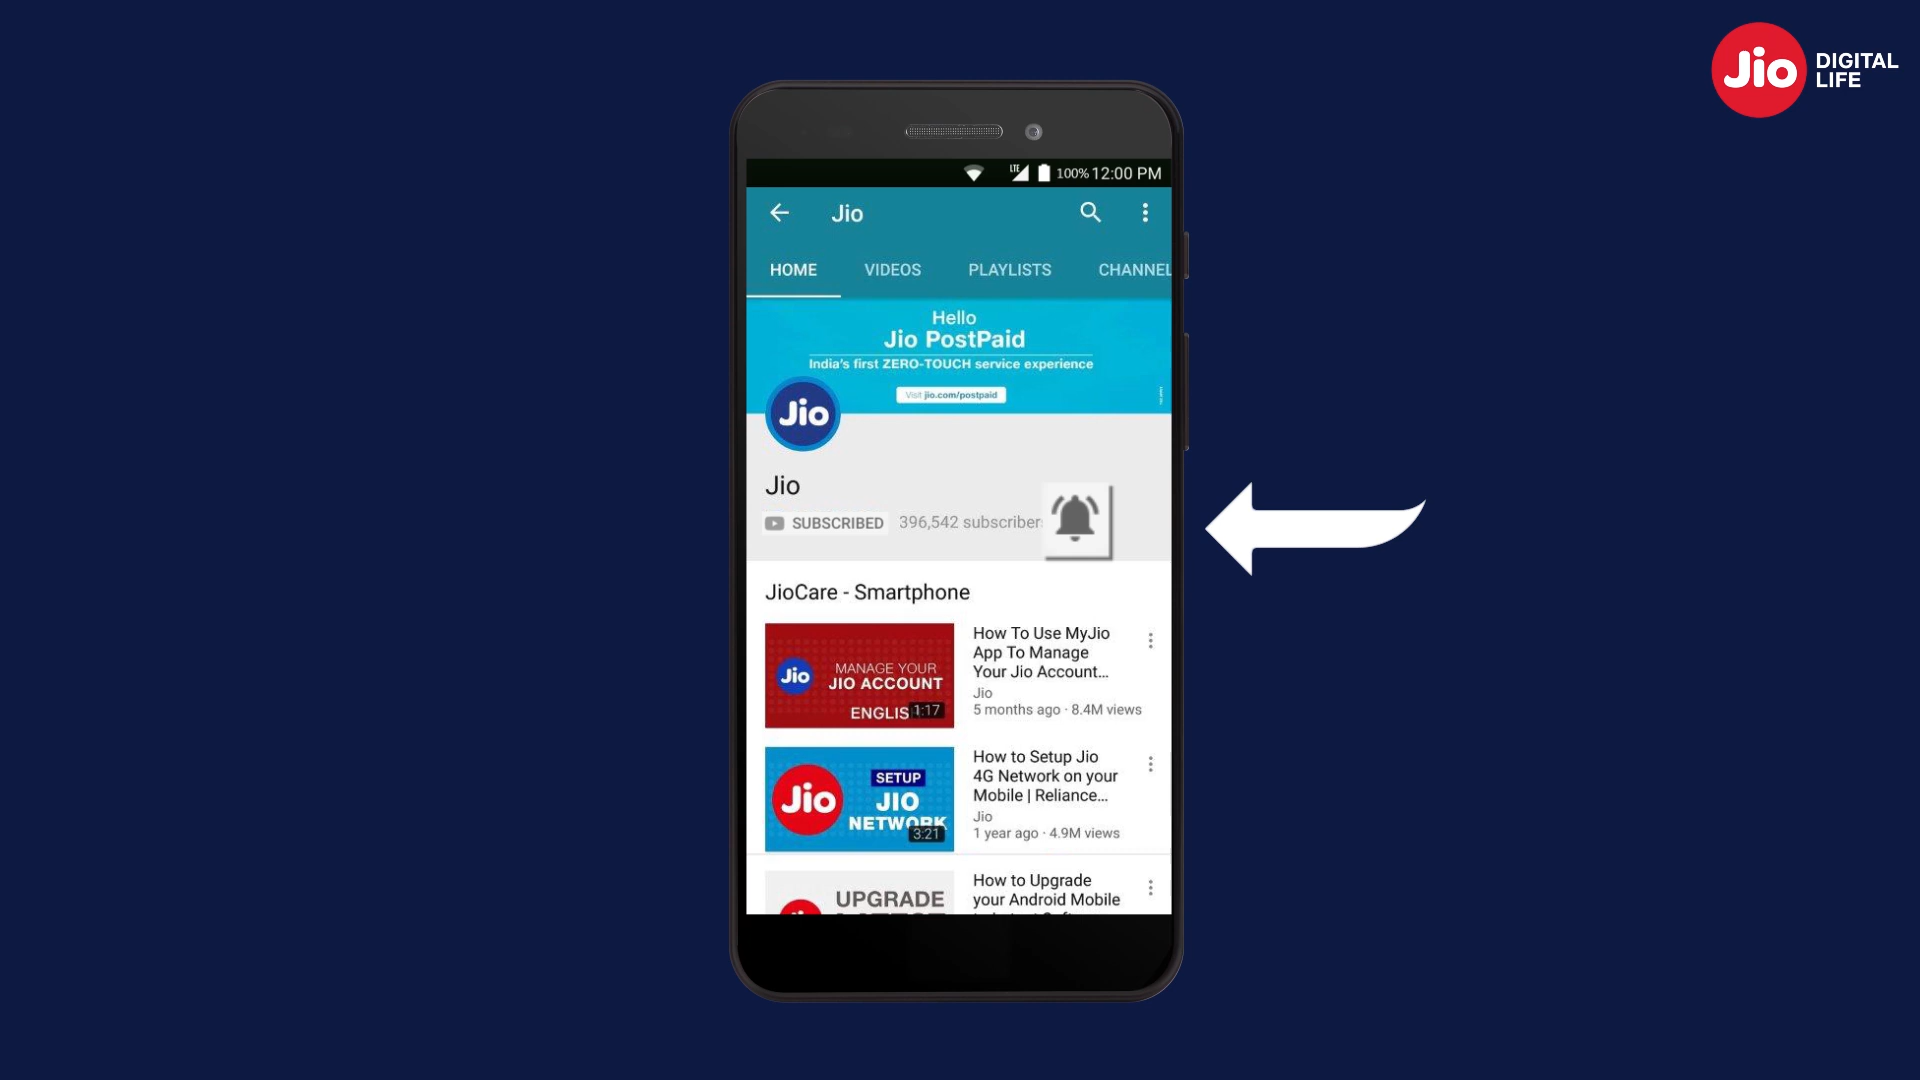 Jio DIGITAL
LIFE
LTE 100% 12:00 PM
Jio
HOME VIDEOS PLAYLISTS CHANNEL
Hello
Jio PostPaid
India's first ZERO-TOUCH service experience
Visit jio.com/postpaid
Jio
Jio
SUBSCRIBED 396,542 subscriber
JioCare - Smartphone
Jio
MANAGE YOUR
JIO ACCOUNT
ENGLIS 1:17
How To Use MyJio
App To Manage
Your Jio Account...
Jio
5 months ago · 8.4M views
Jio
SETUP
JIO
NETWORK
3:21
How to Setup Jio
4G Network on your
Mobile | Reliance...
Jio
1 year ago · 4.9M views
UPGRADE
How to Upgrade
your Android Mobile